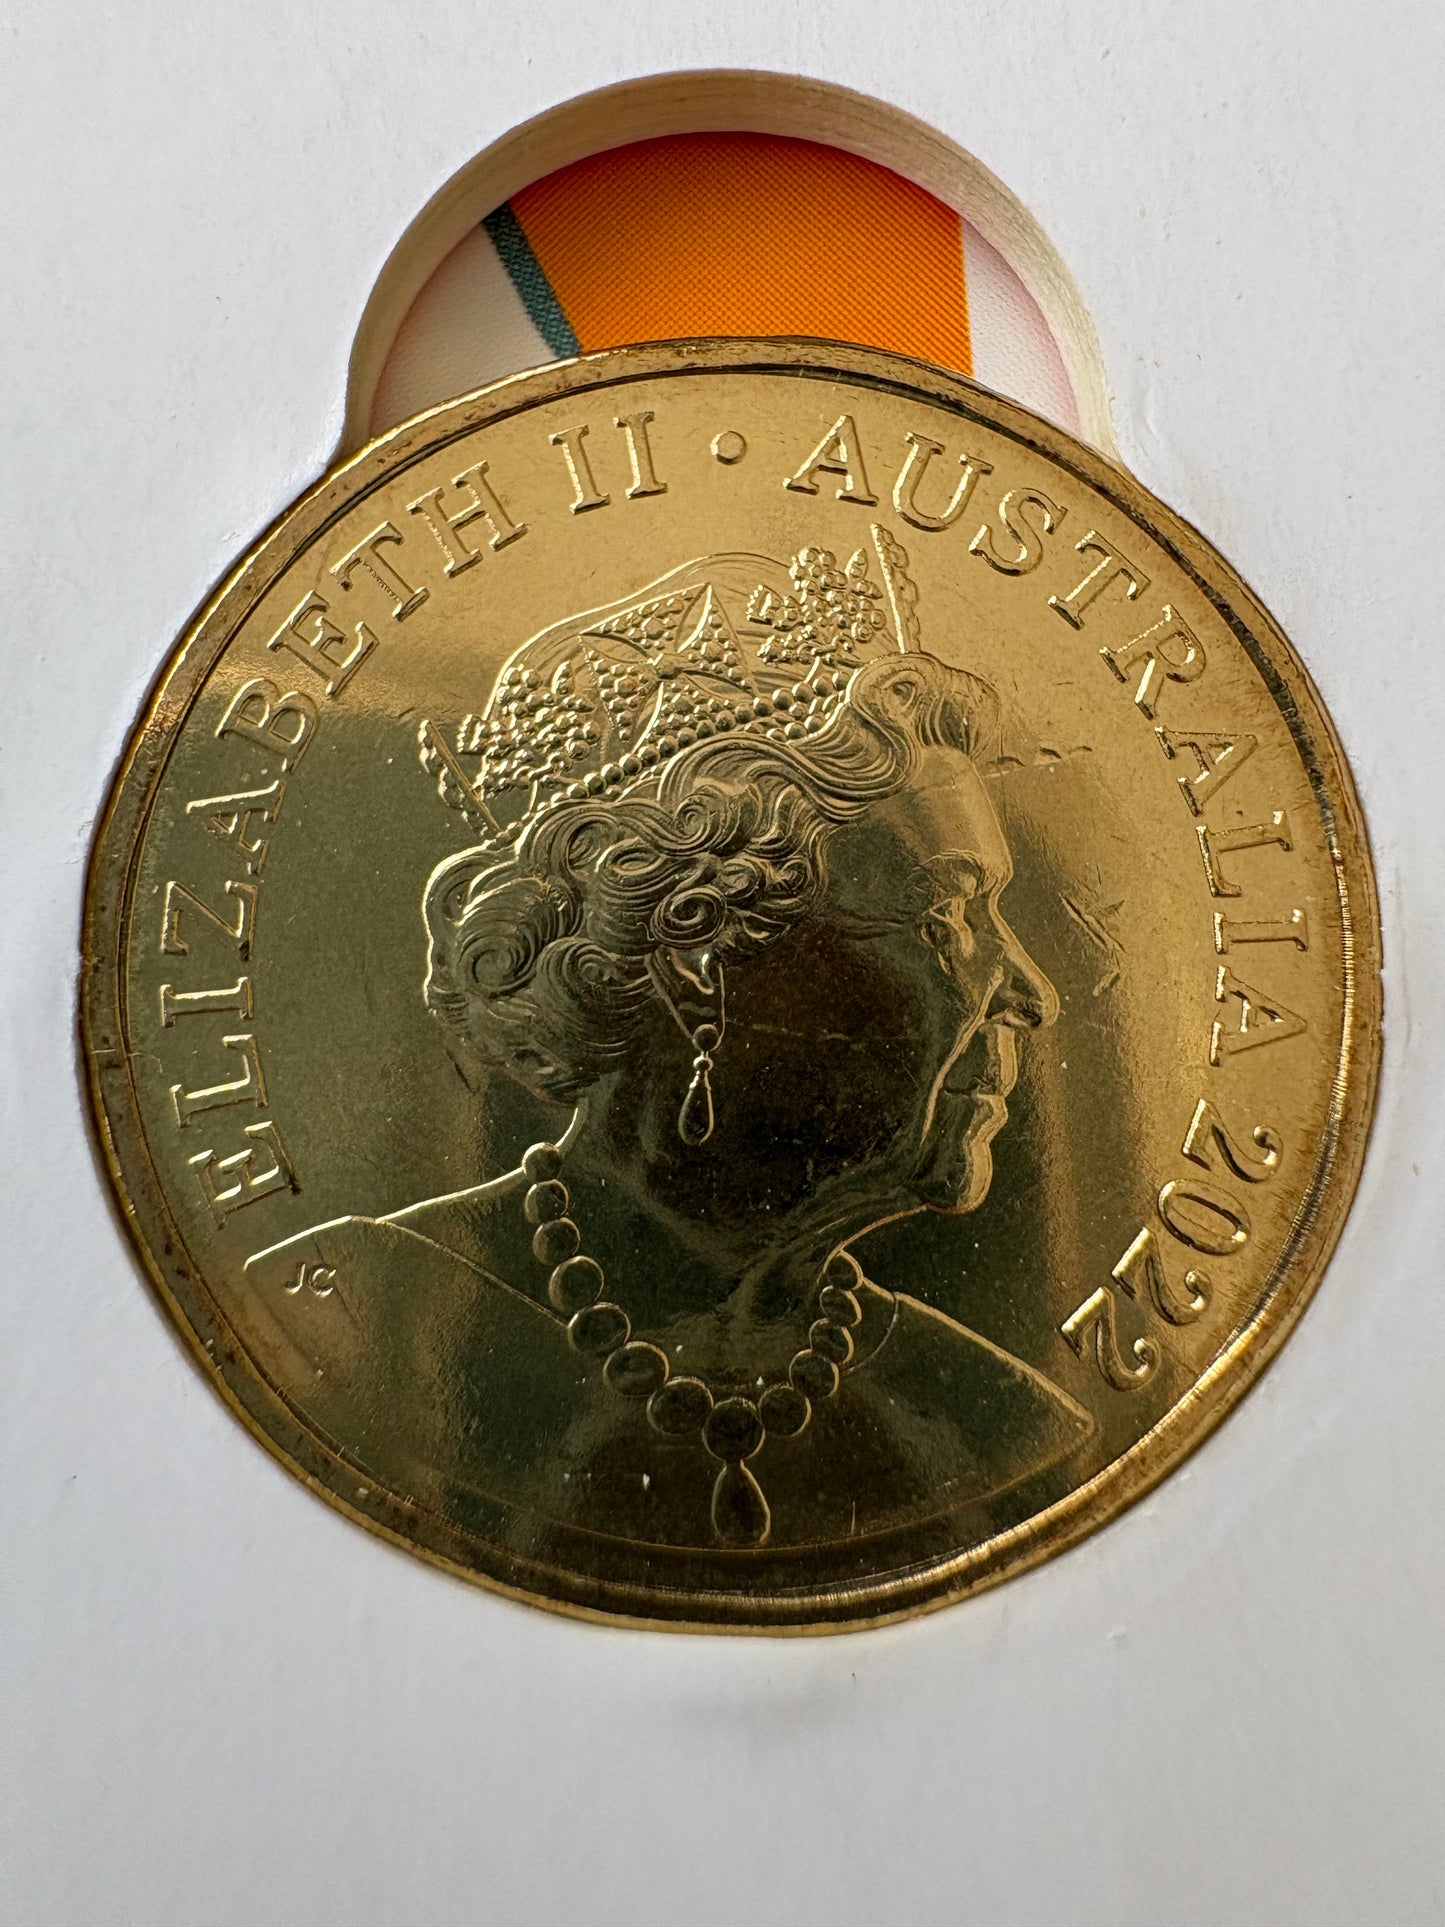 ELIZABETH II · AUSTRALIA 2022
JC